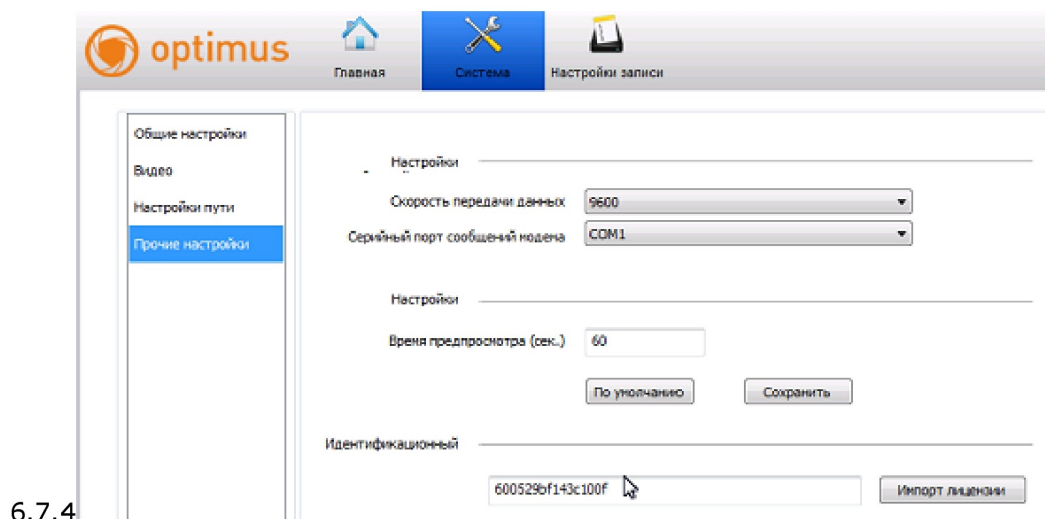 optimus
Главная
Система
Настройки записи
Общие настройки
Видео
Настройки пути
Прочие настройки
Настройки
Скорость передачи данных 9600
Серийный порт сообщений модема COM1
Настройки
Время предпросмотра (сек.) 60
По умолчанию Сохранить
Идентификационный
600529bf143c100f Импорт лицензии
6.7.4